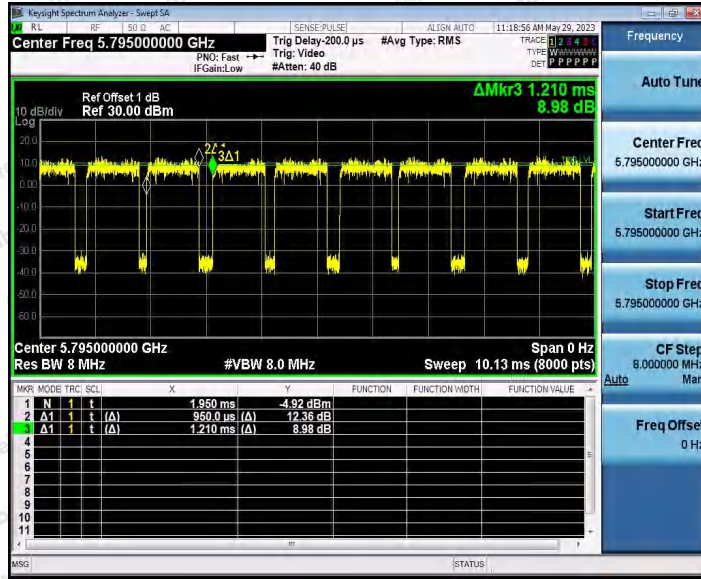 Keysight Spectrum Analyzer - Swept SA
RL RF 50 Ω AC SENSE:PULSE ALIGN AUTO 11:18:56 AM May 29, 2023
Center Freq 5.795000000 GHz
PNO: Fast
IFGain:Low
Trig Delay-200.0 µs
Trig: Video
#Atten: 40 dB
#Avg Type: RMS
TRACE 1 2 3 4 5 6
TYPE WWWWWW
DET P P P P P P
ΔMkr3 1.210 ms
8.98 dB
Ref Offset 1 dB
10 dB/div Ref 30.00 dBm
Log
20.0
10.0
0.00
-10.0
-20.0
-30.0
-40.0
-50.0
-60.0
3Δ1
Center 5.795000000 GHz Span 0 Hz
Res BW 8 MHz #VBW 8.0 MHz Sweep 10.13 ms (8000 pts)
MKR MODE TRC SCL X Y FUNCTION FUNCTION WIDTH FUNCTION VALUE
1 N 1 t 1.950 ms -4.92 dBm
2 Δ1 1 t (Δ) 950.0 µs (Δ) 12.36 dB
3 Δ1 1 t (Δ) 1.210 ms (Δ) 8.98 dB
4
5
6
7
8
9
10
11
MSG STATUS
Frequency
Auto Tune
Center Freq
5.795000000 GHz
Start Freq
5.795000000 GHz
Stop Freq
5.795000000 GHz
CF Step
8.000000 MHz
Auto Man
Freq Offset
0 Hz